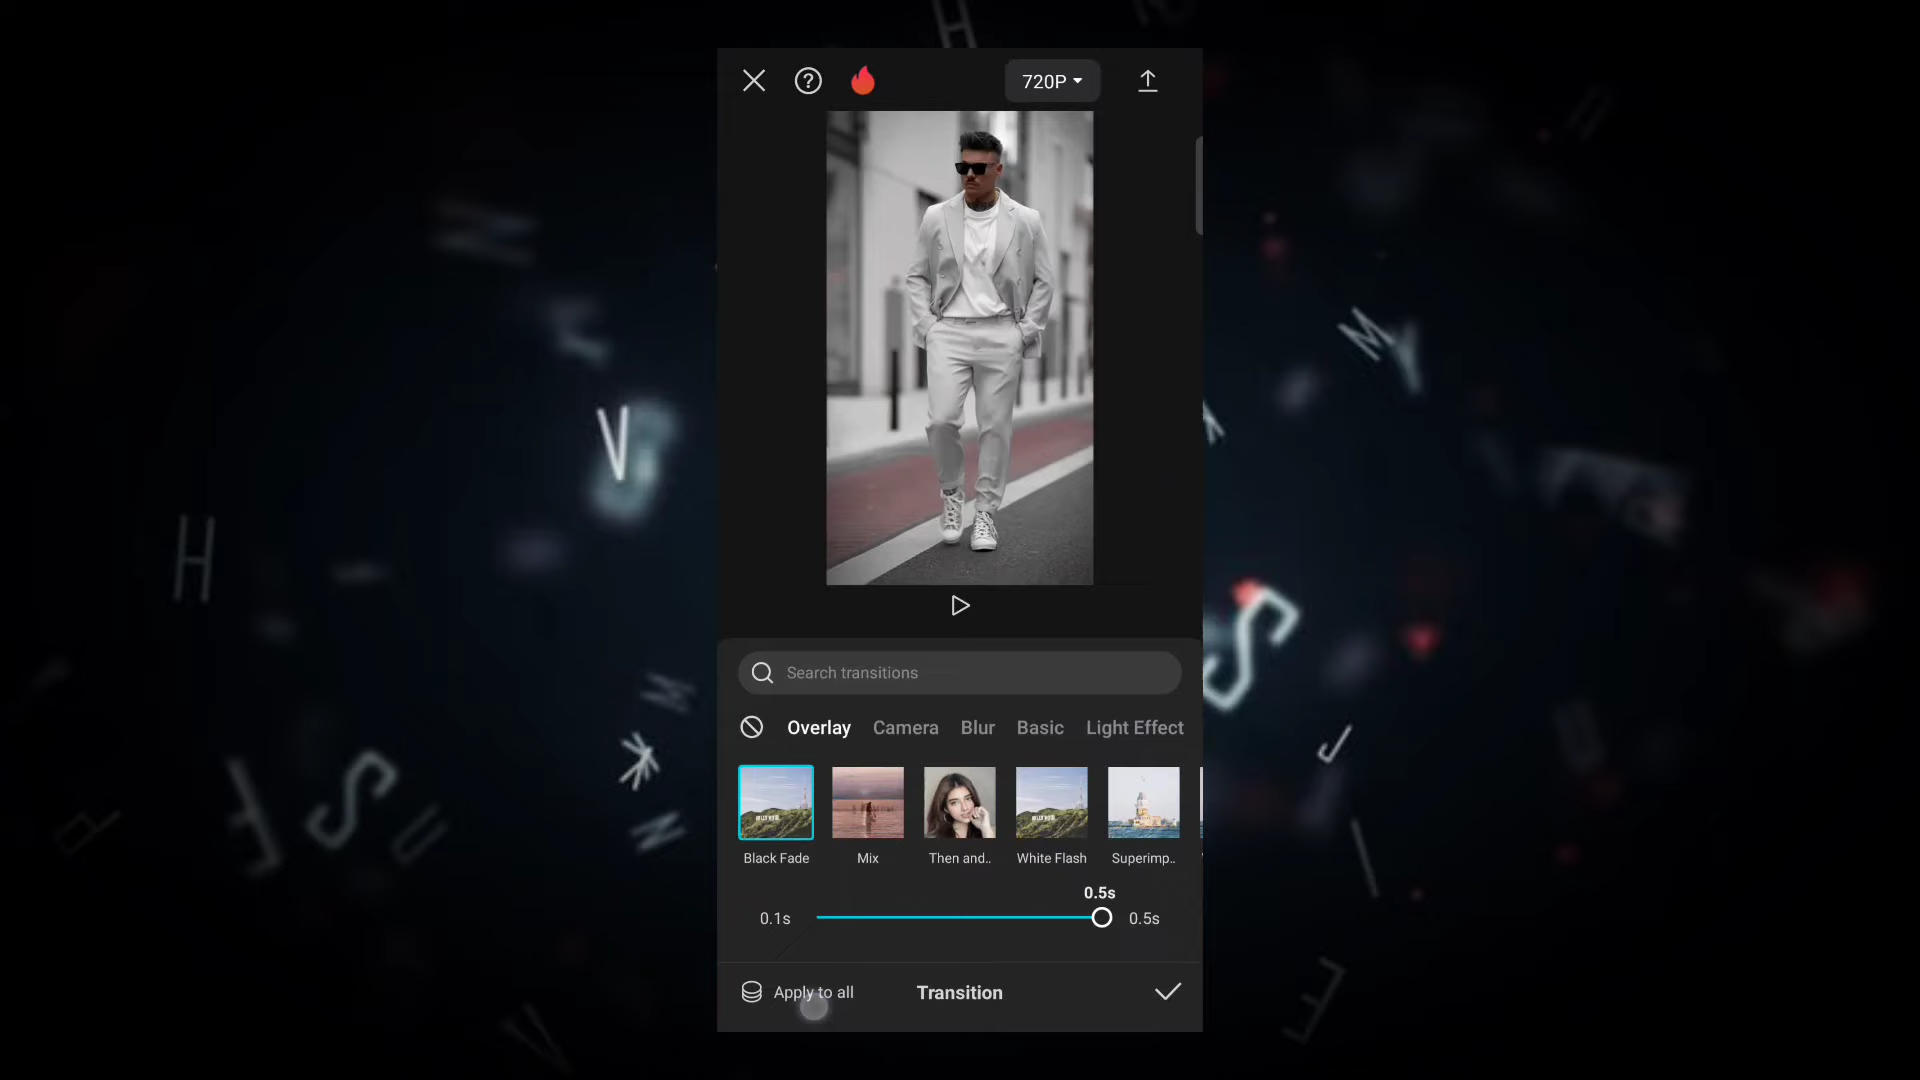 720P
Search transitions
Overlay Camera Blur Basic Light Effect
Black Fade Mix Then and.. White Flash Superimp..
0.5s
0.1s 0.5s
Apply to all Transition